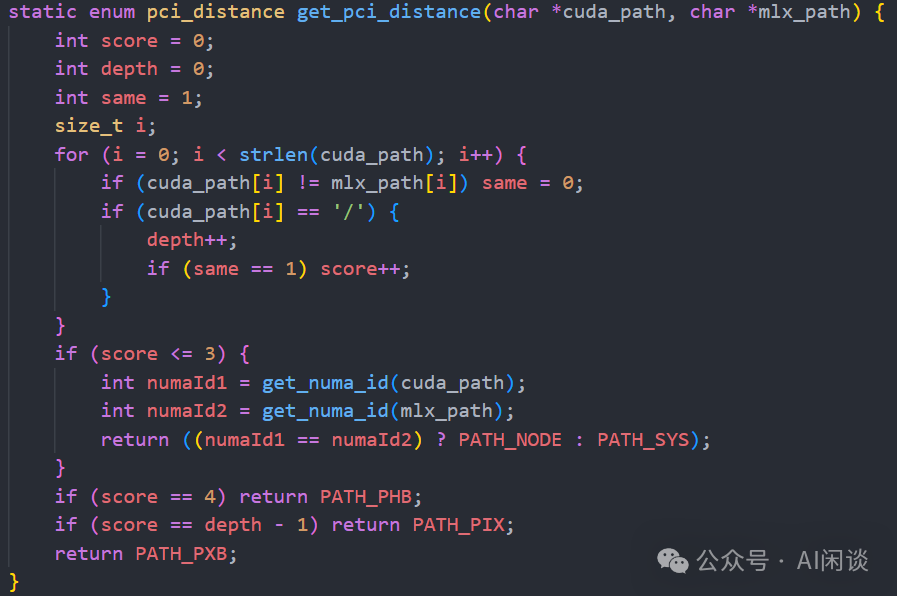 static enum pci_distance get_pci_distance(char *cuda_path, char *mlx_path) {
    int score = 0;
    int depth = 0;
    int same = 1;
    size_t i;
    for (i = 0; i < strlen(cuda_path); i++) {
        if (cuda_path[i] != mlx_path[i]) same = 0;
        if (cuda_path[i] == '/') {
            depth++;
            if (same == 1) score++;
        }
    }
    if (score <= 3) {
        int numaId1 = get_numa_id(cuda_path);
        int numaId2 = get_numa_id(mlx_path);
        return ((numaId1 == numaId2) ? PATH_NODE : PATH_SYS);
    }
    if (score == 4) return PATH_PHB;
    if (score == depth - 1) return PATH_PIX;
    return PATH_PXB;
}
公众号 · AI闲谈